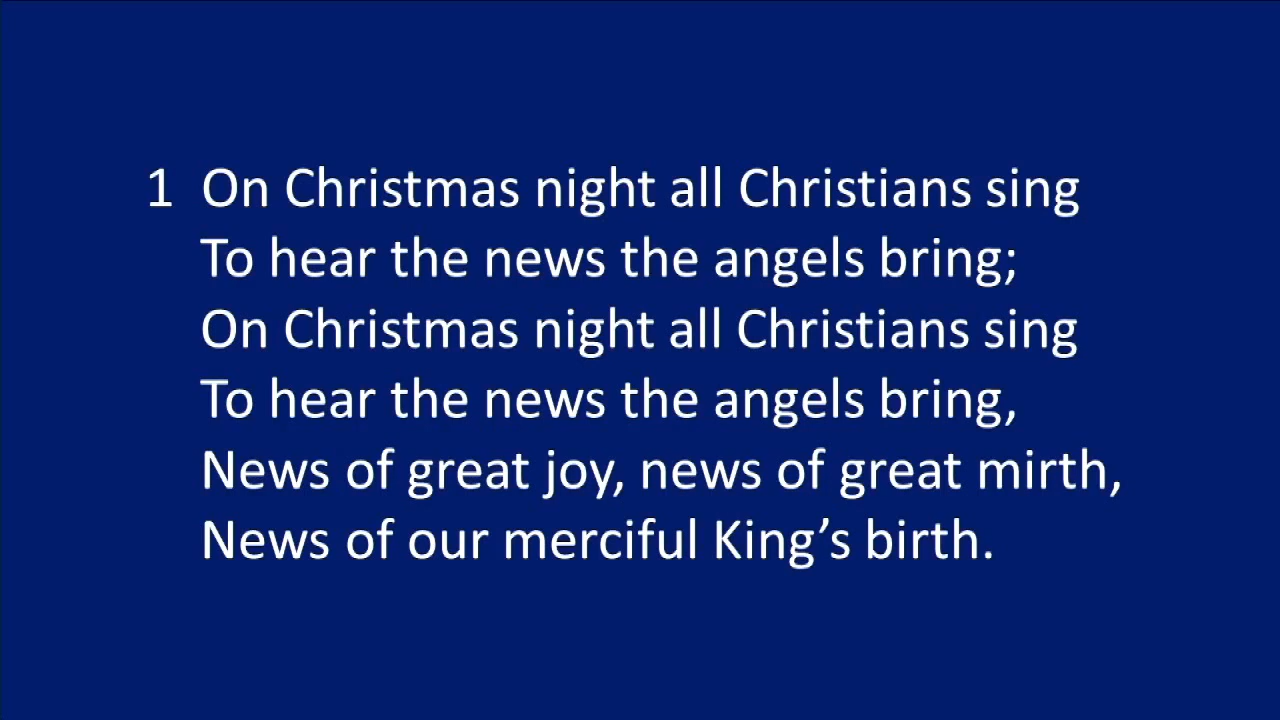 1 On Christmas night all Christians sing
To hear the news the angels bring;
On Christmas night all Christians sing
To hear the news the angels bring,
News of great joy, news of great mirth,
News of our merciful King’s birth.